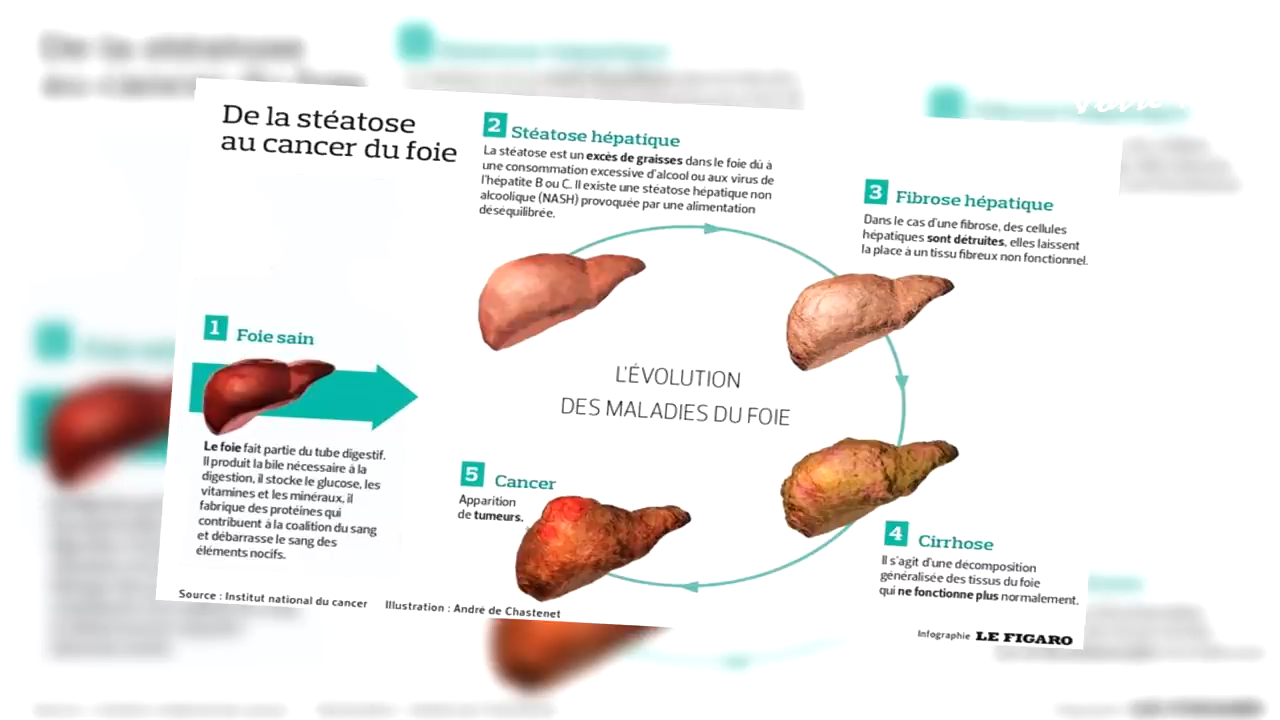 De la stéatose
au cancer du foie
2 Stéatose hépatique
La stéatose est un excès de graisses dans le foie dû à
une consommation excessive d'alcool ou aux virus de
l'hépatite B ou C. Il existe une stéatose hépatique non
alcoolique (NASH) provoquée par une alimentation
déséquilibrée.
3 Fibrose hépatique
Dans le cas d'une fibrose, des cellules
hépatiques sont détruites, elles laissent
la place à un tissu fibreux non fonctionnel.
1 Foie sain
Le foie fait partie du tube digestif.
Il produit la bile nécessaire à la
digestion, il stocke le glucose, les
vitamines et les minéraux, il
fabrique des protéines qui
contribuent à la coalition du sang
et débarrasse le sang des
éléments nocifs.
L'ÉVOLUTION
DES MALADIES DU FOIE
5 Cancer
Apparition
de tumeurs.
4 Cirrhose
Il s'agit d'une décomposition
généralisée des tissus du foie
qui ne fonctionne plus normalement.
Source : Institut national du cancer Illustration : André de Chastenet
Infographie LE FIGARO